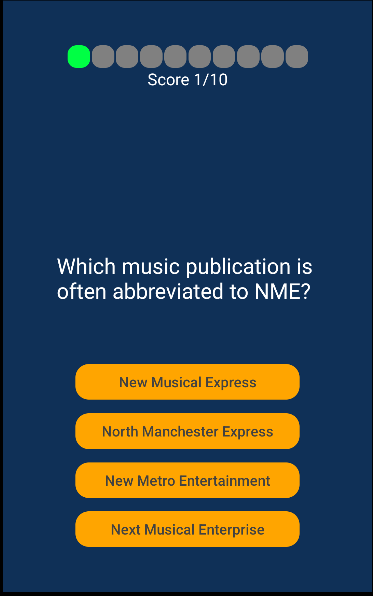 Score 1/10
Which music publication is
often abbreviated to NME?
New Musical Express
North Manchester Express
New Metro Entertainment
Next Musical Enterprise